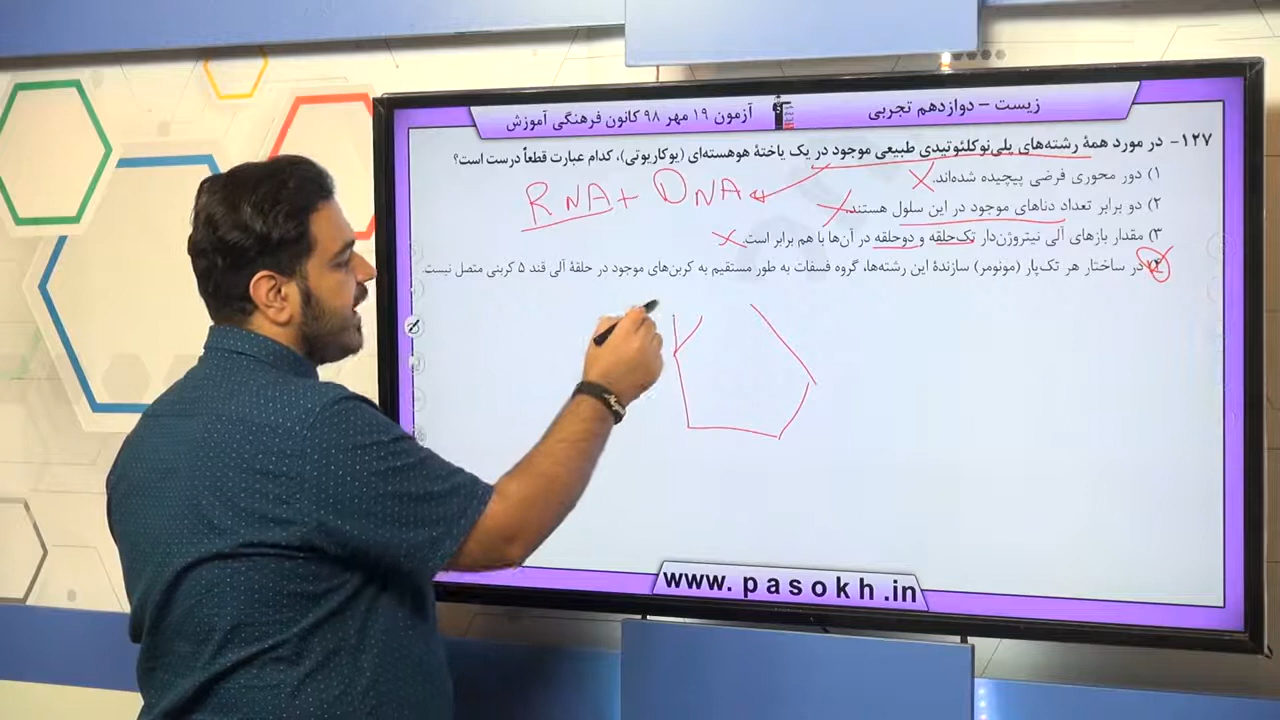 زیست - دوازدهم تجربی
آزمون ۱۹ مهر ۹۸ کانون فرهنگی آموزش
۱۲۷- در مورد همهٔ رشته‌های پلی‌نوکلئوتیدی طبیعی موجود در یک یاختهٔ هوهسته‌ای (یوکاریوتی)، کدام عبارت قطعاً درست است؟
۱) دور محوری فرضی پیچیده شده‌اند.
RNA + DNA
۲) دو برابر تعداد دناهای موجود در این سلول هستند.
۳) مقدار بازهای آلی نیتروژن‌دار تک‌حلقه و دوحلقه در آن‌ها با هم برابر است.
۴) در ساختار هر تک‌پار (مونومر) سازندهٔ این رشته‌ها، گروه فسفات به طور مستقیم به کربن‌های موجود در حلقهٔ آلی قند ۵ کربنی متصل نیست.
www.pasokh.in